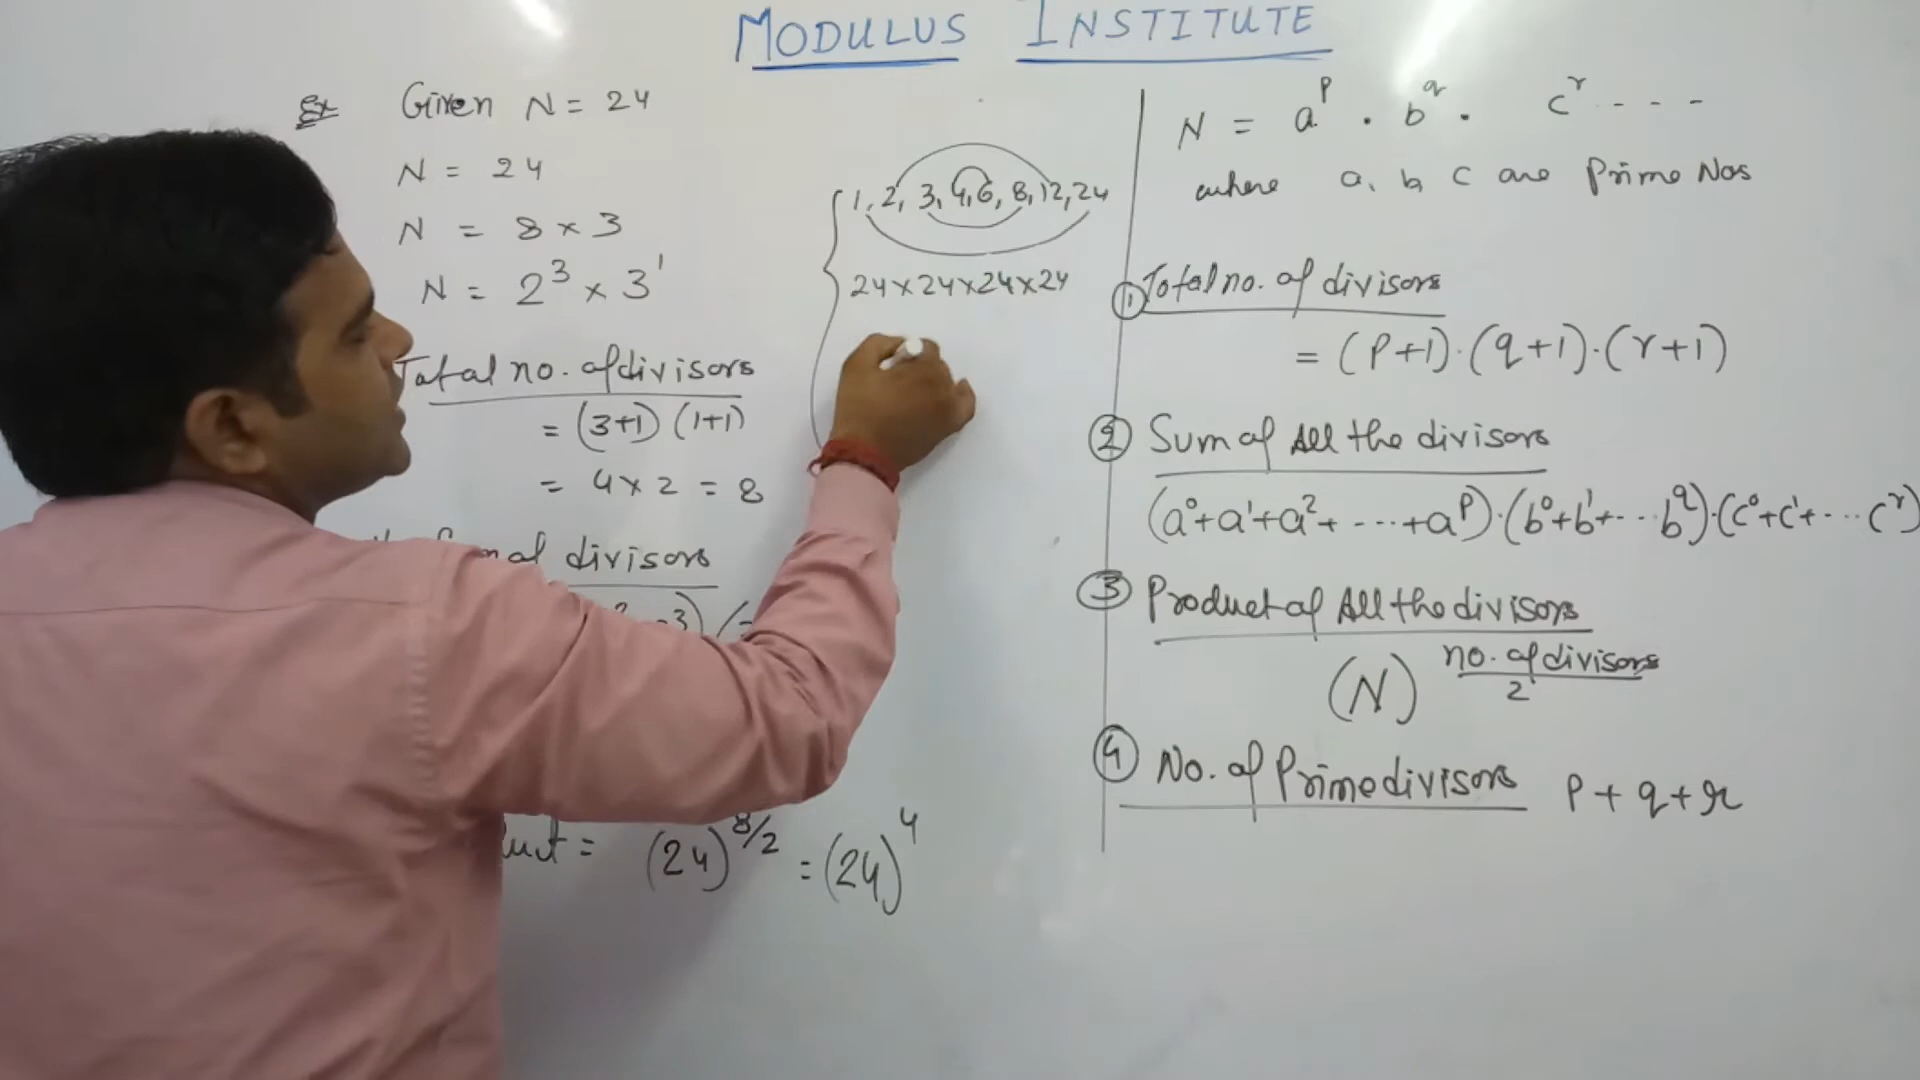 MODULUS INSTITUTE
Ex Given N = 24
N = 24
N = 8 × 3
N = 2³ × 3¹
Total no. of divisors
= (3+1) (1+1)
= 4 × 2 = 8
of divisors
(24)^8/2 = (24)⁴
1, 2, 3, 4, 6, 8, 12, 24
24×24×24×24
N = a^p . b^q . c^r - - - -
where a, b, c are Prime Nos
① Total no. of divisors
= (P+1).(q+1).(r+1)
② Sum of All the divisors
(a⁰+a¹+a²+ - - - +a^p).(b⁰+b¹+- - b^q).(c⁰+c¹+- - - c^r)
③ Product of All the divisors
(N)^no. of divisors/2
④ No. of Prime divisors P + q + r